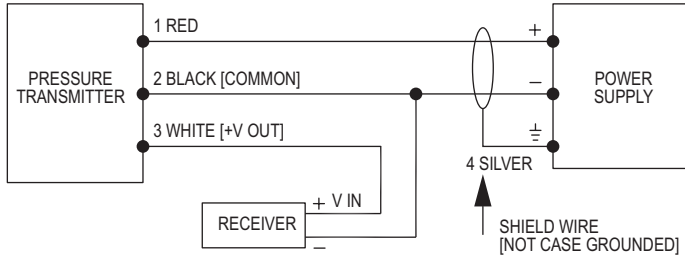 1 RED
+
PRESSURE
TRANSMITTER
2 BLACK [COMMON]
–
POWER
SUPPLY
3 WHITE [+V OUT]
4 SILVER
+ V IN
RECEIVER
–
SHIELD WIRE
[NOT CASE GROUNDED]